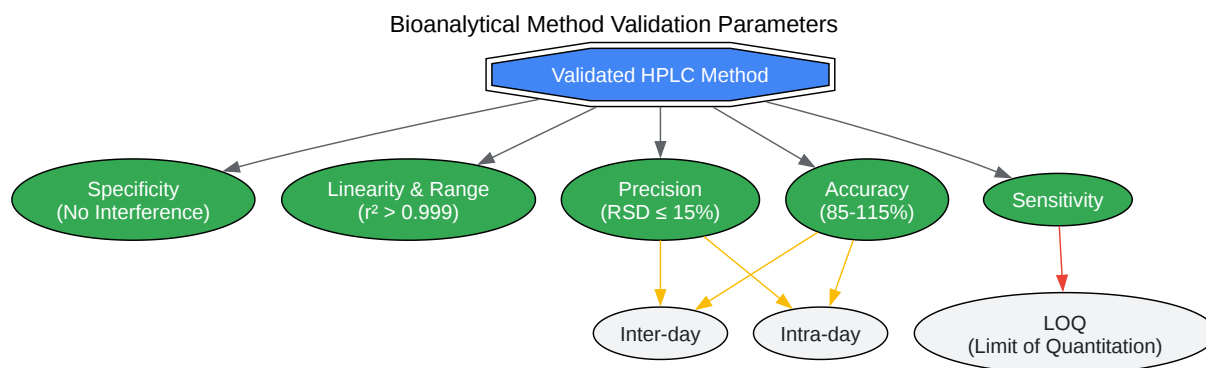 Bioanalytical Method Validation Parameters
Validated HPLC Method
Specificity
(No Interference)
Linearity & Range
(r² > 0.999)
Precision
(RSD ≤ 15%)
Accuracy
(85-115%)
Sensitivity
Inter-day
Intra-day
LOQ
(Limit of Quantitation)